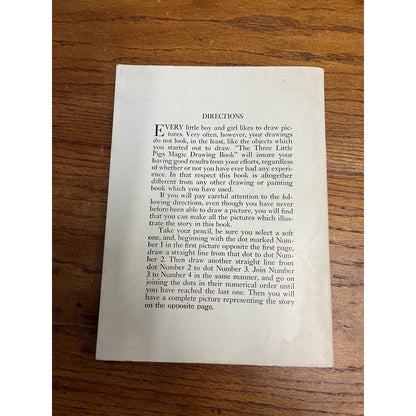 DIRECTIONS
EVERY little boy and girl likes to draw pic-
tures. Very often, however, your drawings
do not look, in the least, like the objects which
you started out to draw. "The Three Little
Pigs Magic Drawing Book" will insure your
having good results from your efforts, regardless
of whether or not you have ever had any experi-
ence. In that respect this book is altogether
different from any other drawing or painting
book which you have used.
If you will pay careful attention to the fol-
lowing directions, even though you have never
before been able to draw a picture, you will find
that you can make all the pictures which will
illustrate the story in this book.
Take your pencil, be sure you select a soft
one, and, beginning with the dot marked Num-
ber 1 in the first picture opposite the first page,
draw a straight line from that dot to dot Num-
ber 2. Then draw another straight line from
dot Number 2 to dot Number 3. Join Number
3 to Number 4 in the same manner, and go on
joining the dots in their numerical order until
you have reached the last one. Then you will
have a complete picture representing the story
on the opposite page.